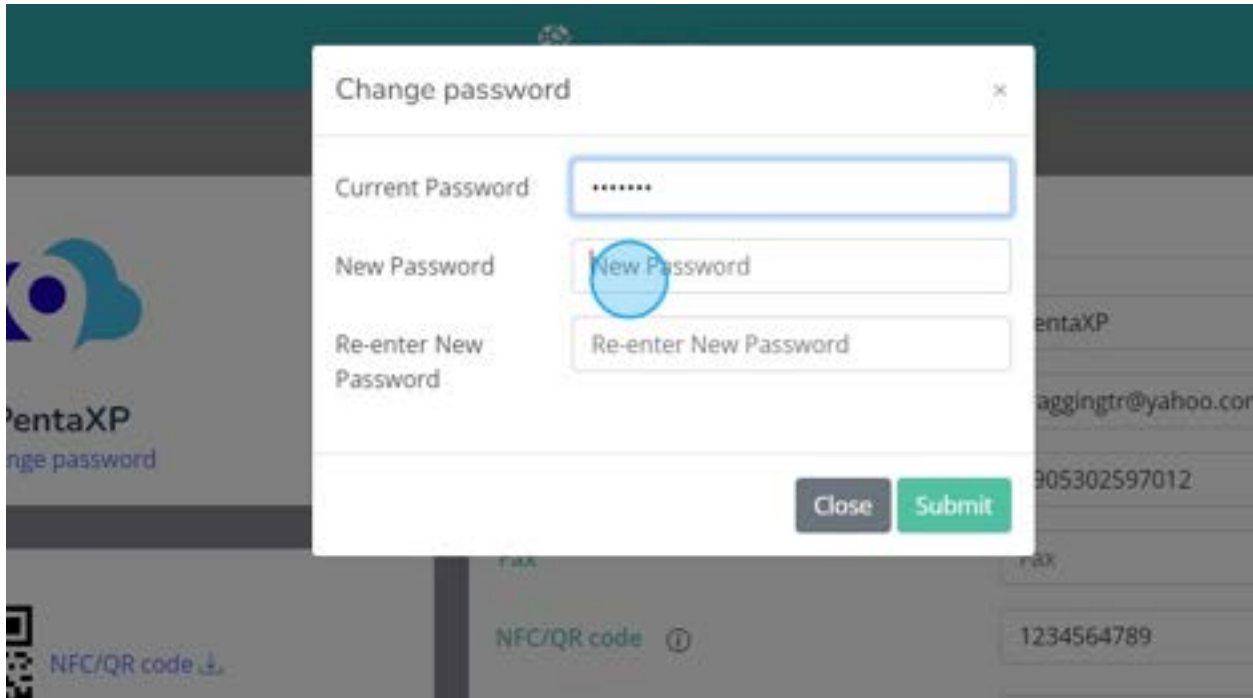 Change password
×
Current Password •••••••
New Password New Password
Re-enter New Password Re-enter New Password
Close Submit
PentaXP
nge password
NFC/QR code
entaXP
aggingtr@yahoo.com
905302597012
Fax Fax
NFC/QR code 1234564789